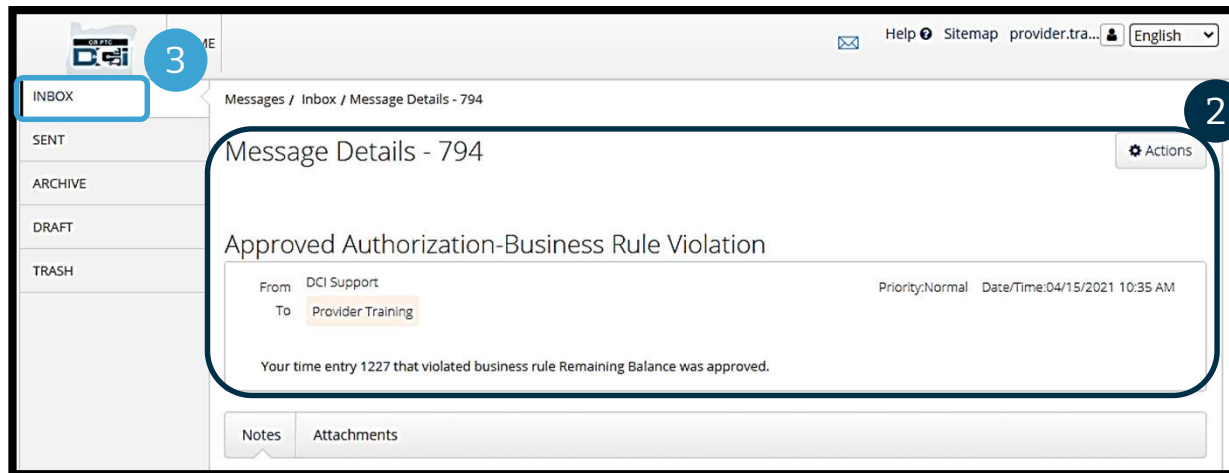 OR PTC
DCi
3
ME
Help ? Sitemap provider.tra... English
INBOX
Messages / Inbox / Message Details - 794
2
SENT
Message Details - 794
Actions
ARCHIVE
DRAFT
Approved Authorization-Business Rule Violation
TRASH
From DCI Support
Priority:Normal Date/Time:04/15/2021 10:35 AM
To Provider Training
Your time entry 1227 that violated business rule Remaining Balance was approved.
Notes Attachments